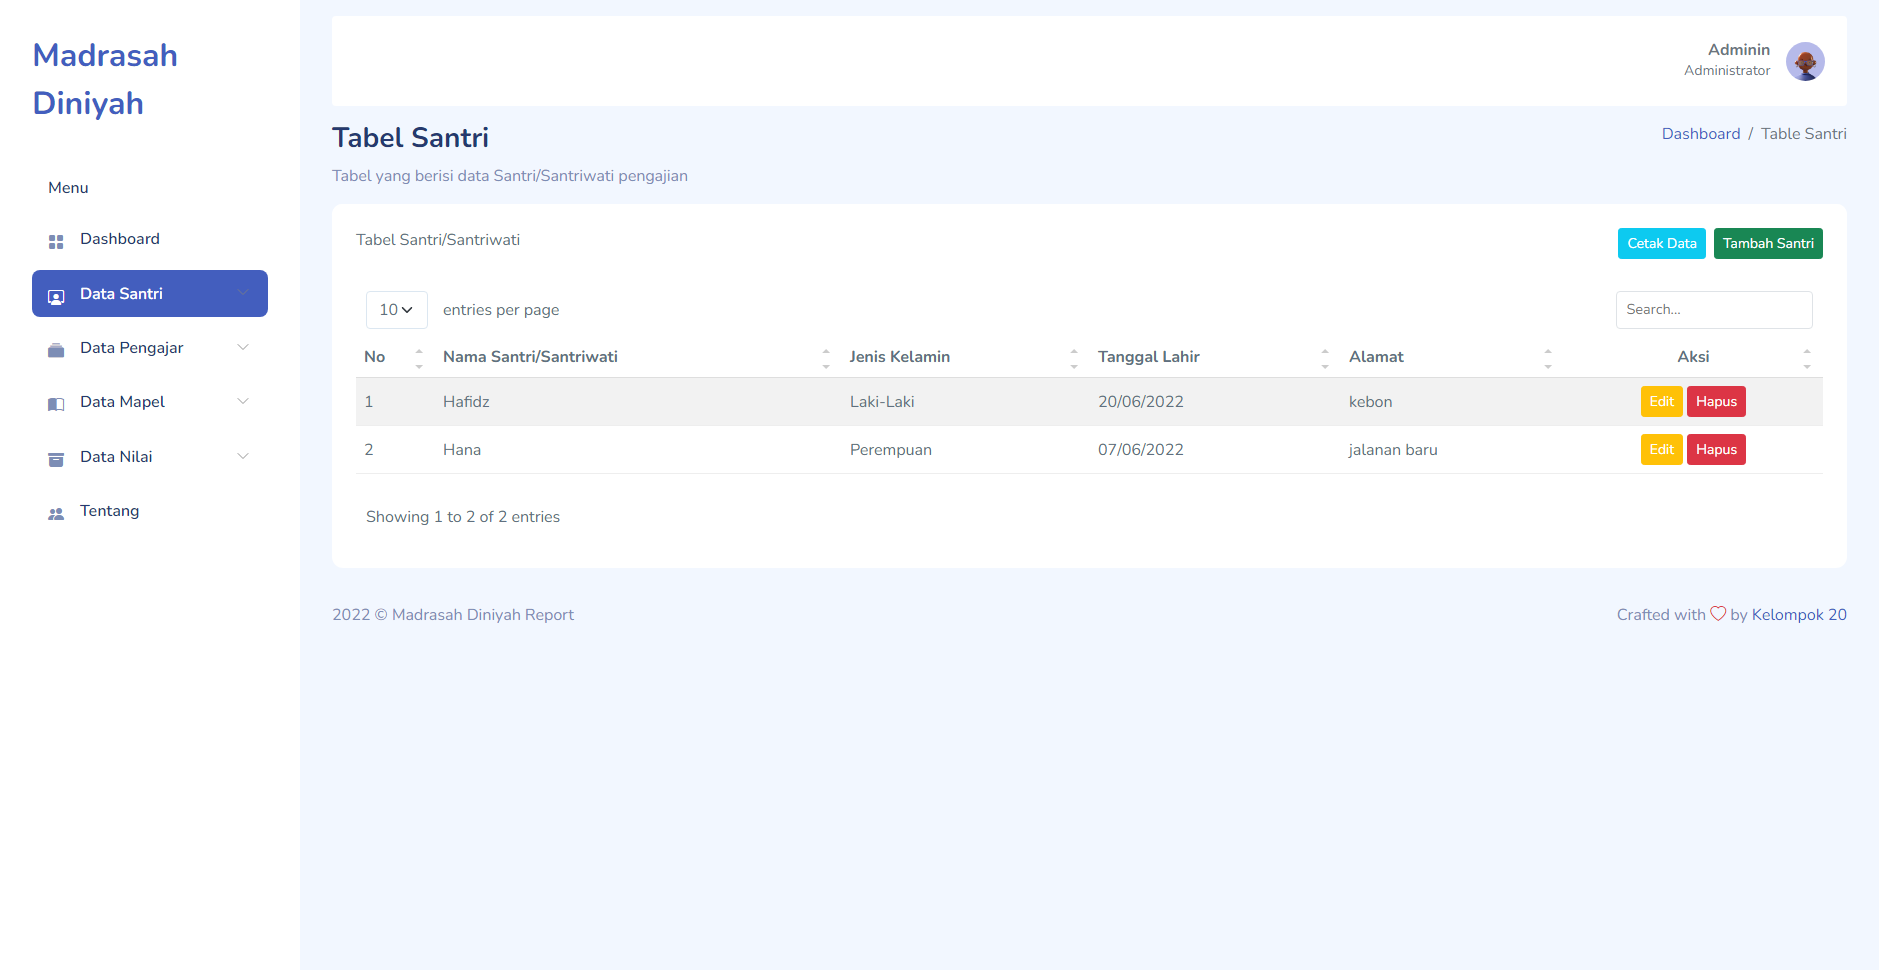 Madrasah
Diniyah
Menu
Dashboard
Data Santri
Data Pengajar
Data Mapel
Data Nilai
Tentang
Adminin
Administrator
Tabel Santri
Dashboard / Table Santri
Tabel yang berisi data Santri/Santriwati pengajian
Tabel Santri/Santriwati
Cetak Data Tambah Santri
10 entries per page
Search...
No Nama Santri/Santriwati Jenis Kelamin Tanggal Lahir Alamat Aksi
1 Hafidz Laki-Laki 20/06/2022 kebon Edit Hapus
2 Hana Perempuan 07/06/2022 jalanan baru Edit Hapus
Showing 1 to 2 of 2 entries
2022 © Madrasah Diniyah Report
Crafted with ♡ by Kelompok 20